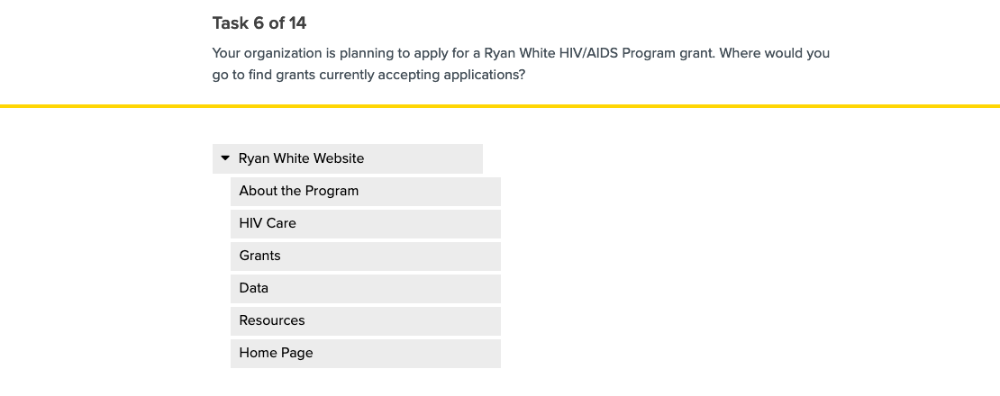 Task 6 of 14
Your organization is planning to apply for a Ryan White HIV/AIDS Program grant. Where would you
go to find grants currently accepting applications?
Ryan White Website
About the Program
HIV Care
Grants
Data
Resources
Home Page